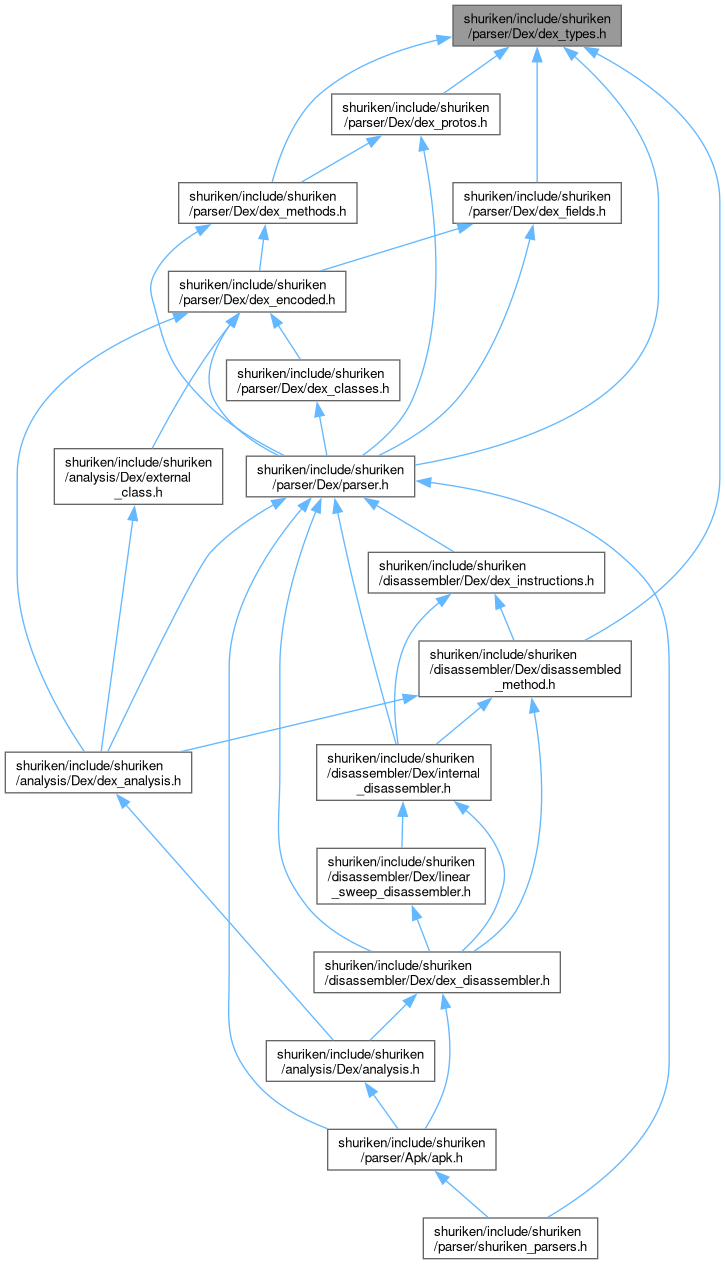 shuriken/include/shuriken
/parser/Dex/dex_types.h
shuriken/include/shuriken
/parser/Dex/dex_protos.h
shuriken/include/shuriken
/parser/Dex/dex_methods.h
shuriken/include/shuriken
/parser/Dex/dex_fields.h
shuriken/include/shuriken
/parser/Dex/dex_encoded.h
shuriken/include/shuriken
/parser/Dex/dex_classes.h
shuriken/include/shuriken
/analysis/Dex/external
_class.h
shuriken/include/shuriken
/parser/Dex/parser.h
shuriken/include/shuriken
/disassembler/Dex/dex_instructions.h
shuriken/include/shuriken
/disassembler/Dex/disassembled
_method.h
shuriken/include/shuriken
/analysis/Dex/dex_analysis.h
shuriken/include/shuriken
/disassembler/Dex/internal
_disassembler.h
shuriken/include/shuriken
/disassembler/Dex/linear
_sweep_disassembler.h
shuriken/include/shuriken
/disassembler/Dex/dex_disassembler.h
shuriken/include/shuriken
/analysis/Dex/analysis.h
shuriken/include/shuriken
/parser/Apk/apk.h
shuriken/include/shuriken
/parser/shuriken_parsers.h